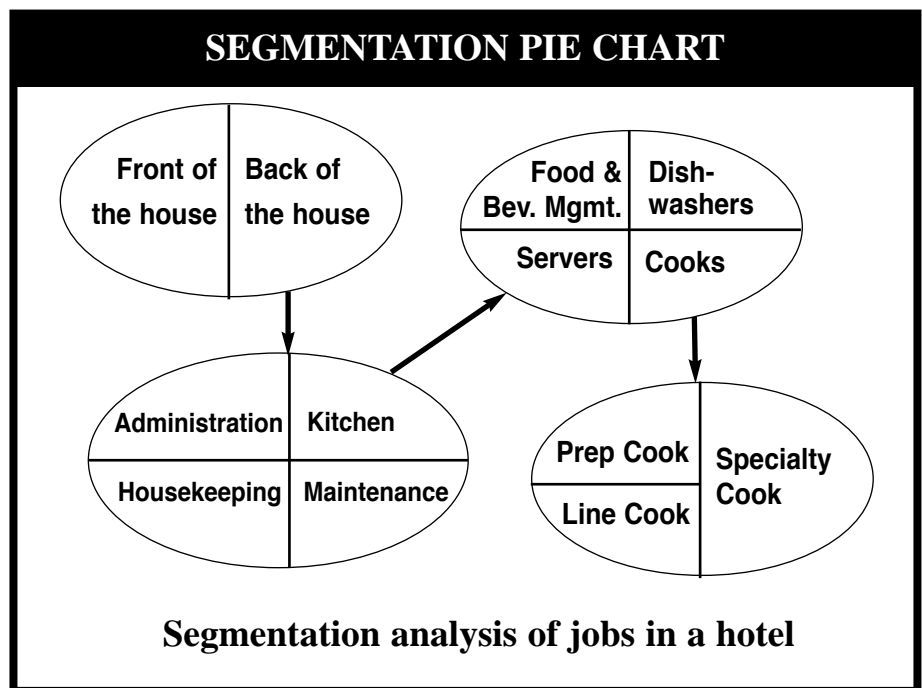 SEGMENTATION PIE CHART
Front of
the house
Back of
the house
Administration
Kitchen
Housekeeping
Maintenance
Food &
Bev. Mgmt.
Dish-
washers
Servers
Cooks
Prep Cook
Line Cook
Specialty
Cook
Segmentation analysis of jobs in a hotel